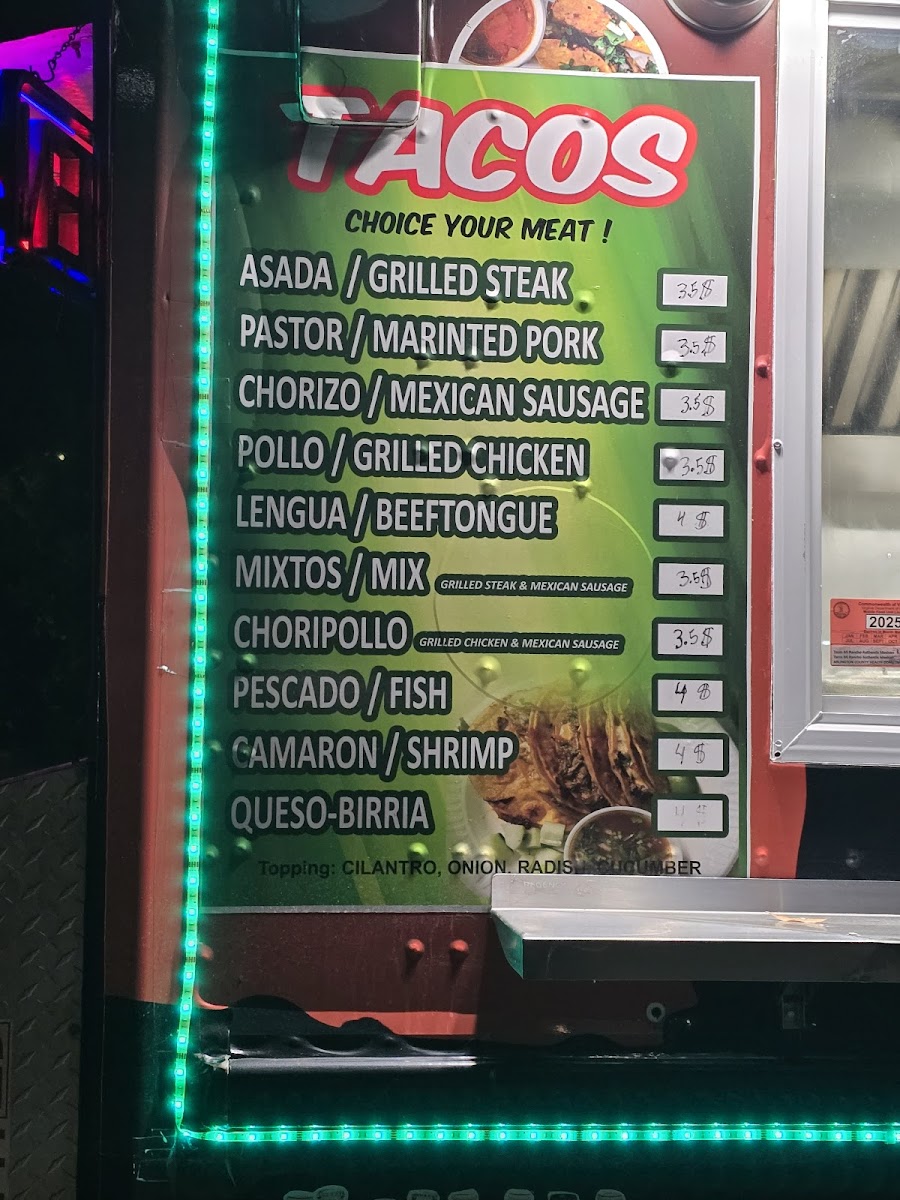 TACOS
CHOICE YOUR MEAT !
ASADA / GRILLED STEAK 3.5$
PASTOR / MARINTED PORK 3.5$
CHORIZO / MEXICAN SAUSAGE 3.5$
POLLO / GRILLED CHICKEN 3.5$
LENGUA / BEEFTONGUE 4$
MIXTOS / MIX GRILLED STEAK & MEXICAN SAUSAGE 3.5$
CHORIPOLLO GRILLED CHICKEN & MEXICAN SAUSAGE 3.5$
PESCADO / FISH 4$
CAMARON / SHRIMP 4$
QUESO-BIRRIA
Topping: CILANTRO, ONION, RADISH, CUCUMBER
2025